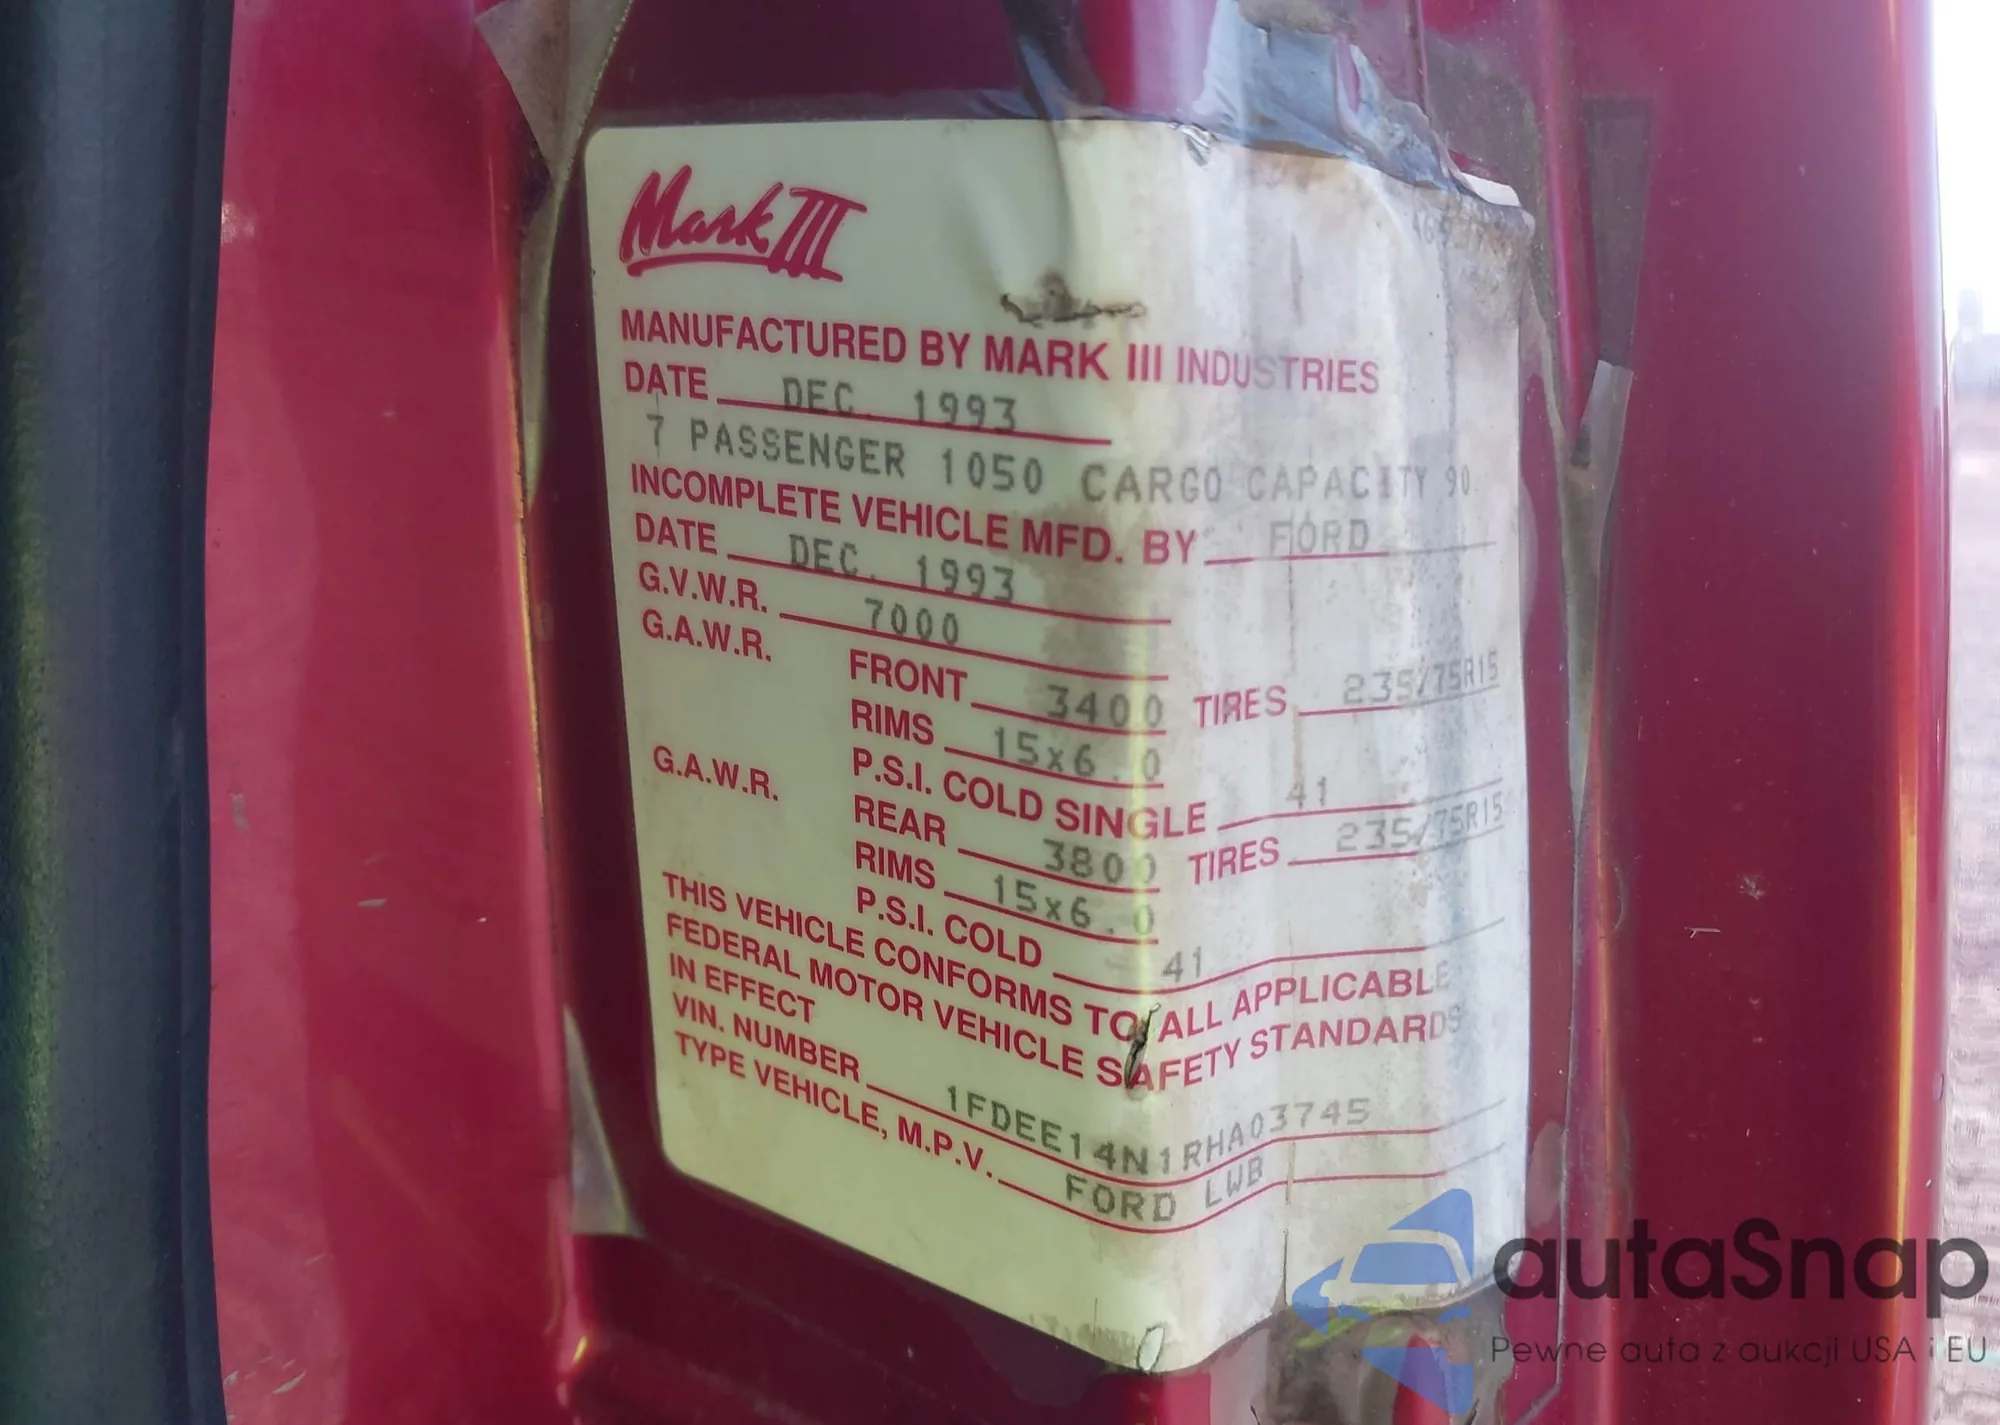 Mark III
MANUFACTURED BY MARK III INDUSTRIES
DATE DEC. 1993
7 PASSENGER 1050 CARGO CAPACITY 90
INCOMPLETE VEHICLE MFD. BY FORD
DATE DEC. 1993
G.V.W.R. 7000
G.A.W.R. FRONT 3400 TIRES 235/75R15
RIMS 15x6.0
P.S.I. COLD SINGLE 41
G.A.W.R. REAR 3800 TIRES 235/75R15
RIMS 15x6.0
P.S.I. COLD 41
THIS VEHICLE CONFORMS TO ALL APPLICABLE
FEDERAL MOTOR VEHICLE SAFETY STANDARDS
IN EFFECT
VIN. NUMBER 1FDEE14N1RHA03745
TYPE VEHICLE, M.P.V. FORD LWB
autaSnap
Pewne auta z aukcji USA i EU